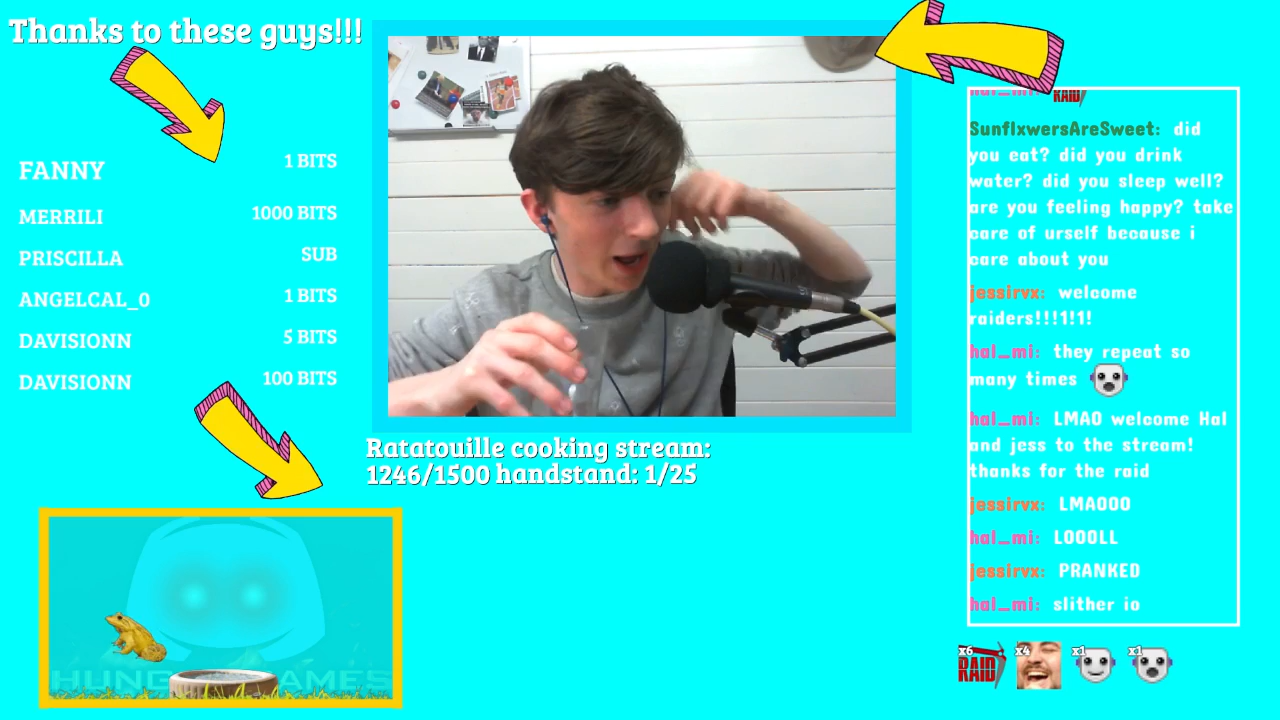 Thanks to these guys!!!
FANNY 1 BITS
MERRILI 1000 BITS
PRISCILLA SUB
ANGELCAL_0 1 BITS
DAVISIONN 5 BITS
DAVISIONN 100 BITS
Ratatouille cooking stream:
1246/1500 handstand: 1/25
HUNG AMES
hal_mi: RAID
SunflxwersAreSweet: did
you eat? did you drink
water? did you sleep well?
are you feeling happy? take
care of urself because i
care about you
jessirvx: welcome
raiders!!!1!1!
hal_mi: they repeat so
many times
hal_mi: LMAO welcome Hal
and jess to the stream!
thanks for the raid
jessirvx: LMAOOO
hal_mi: LOOOLL
jessirvx: PRANKED
hal_mi: slither io
x6 x4 x1 x1
RAID